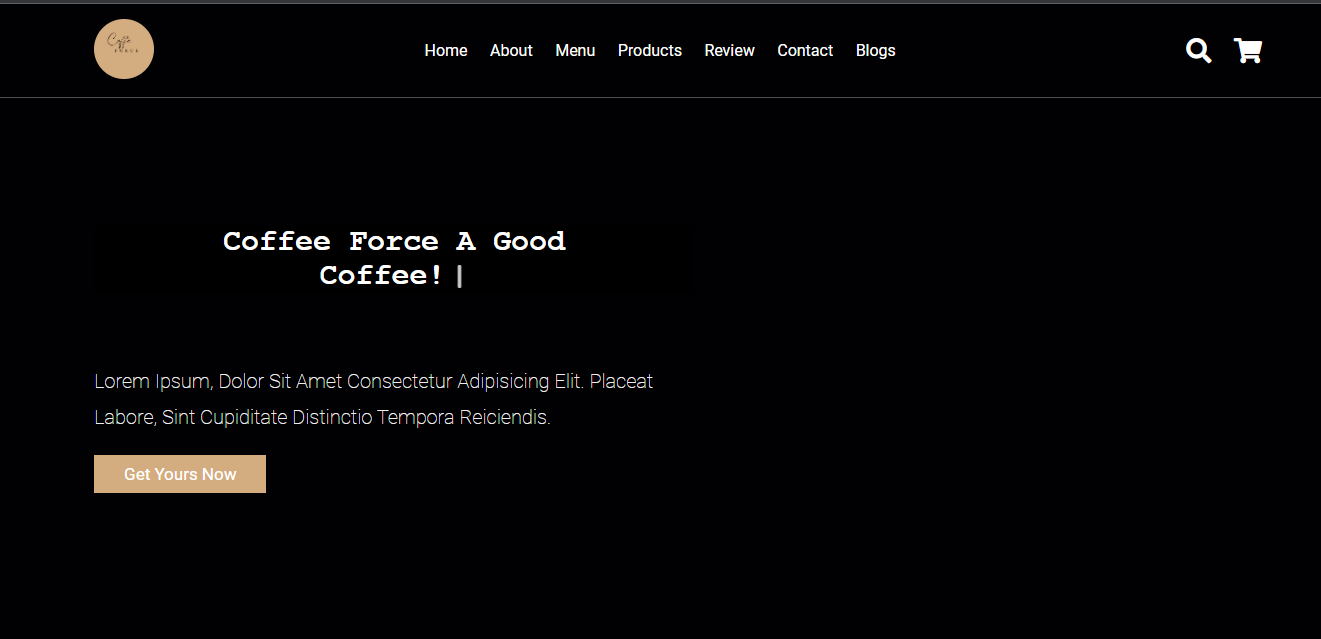 Coffe
FORCE
Home About Menu Products Review Contact Blogs
Coffee Force A Good
Coffee!|
Lorem Ipsum, Dolor Sit Amet Consectetur Adipisicing Elit. Placeat
Labore, Sint Cupiditate Distinctio Tempora Reiciendis.
Get Yours Now